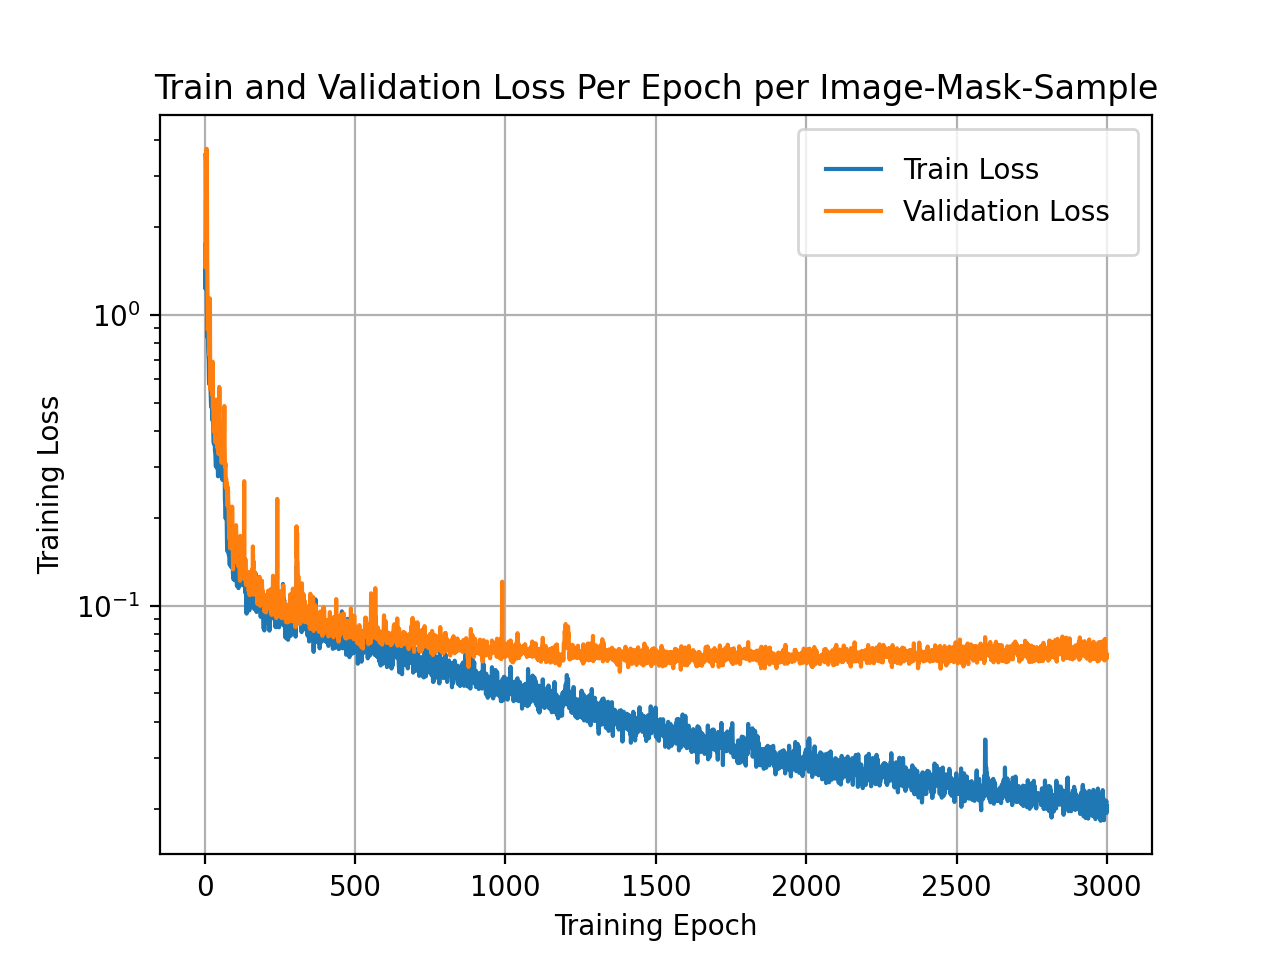 Train and Validation Loss Per Epoch per Image-Mask-Sample
Train Loss
Validation Loss
10⁰
10⁻¹
Training Loss
0 500 1000 1500 2000 2500 3000
Training Epoch